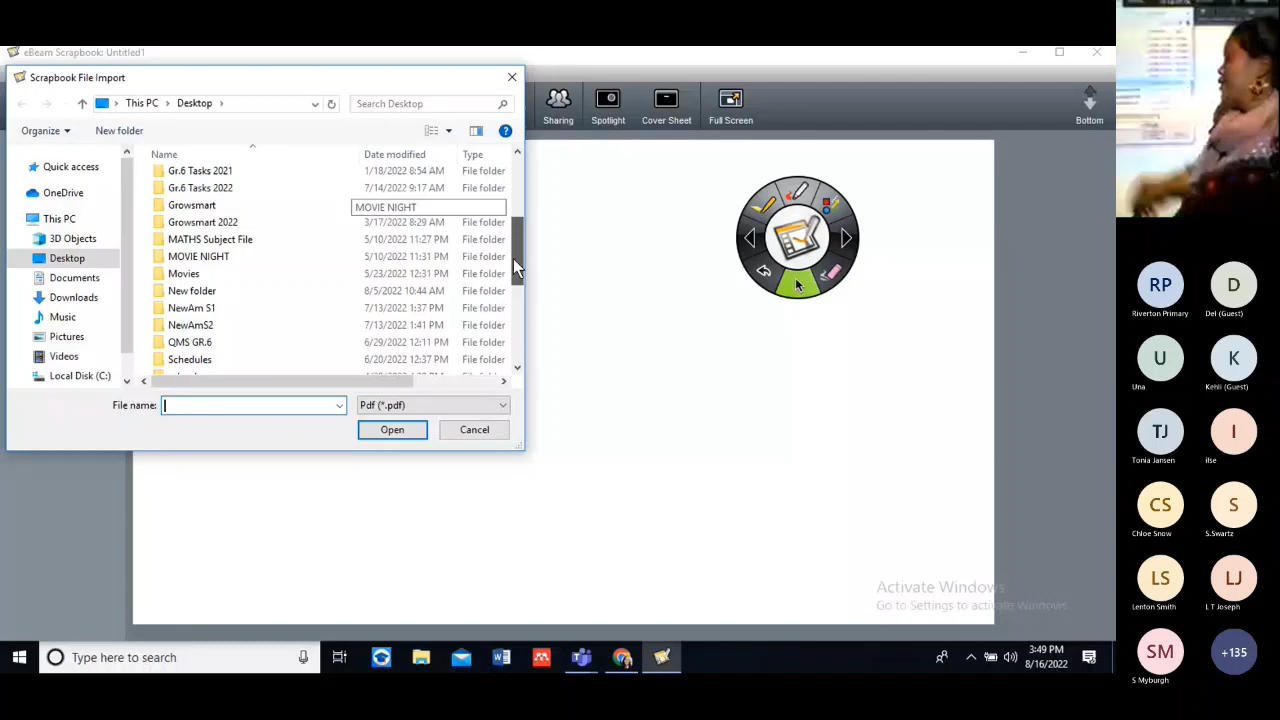 eBeam Scrapbook: Untitled1
Scrapbook File Import
This PC
Desktop
Search Desktop
Sharing
Spotlight
Cover Sheet
Full Screen
Bottom
Organize
New folder
Name
Date modified
Type
Quick access
OneDrive
This PC
3D Objects
Desktop
Documents
Downloads
Music
Pictures
Videos
Local Disk (C:)
Gr.6 Tasks 2021 1/18/2022 8:54 AM File folder
Gr.6 Tasks 2022 7/14/2022 9:17 AM File folder
Growsmart
MOVIE NIGHT
Growsmart 2022 3/17/2022 8:29 AM File folder
MATHS Subject File 5/10/2022 11:27 PM File folder
MOVIE NIGHT 5/10/2022 11:31 PM File folder
Movies 5/23/2022 12:31 PM File folder
New folder 8/5/2022 10:44 AM File folder
NewAm S1 7/13/2022 1:37 PM File folder
NewAmS2 7/13/2022 1:41 PM File folder
QMS GR.6 6/29/2022 12:11 PM File folder
Schedules 6/20/2022 12:37 PM File folder
File name:
Pdf (*.pdf)
Open
Cancel
Activate Windows
Go to Settings to activate Windows.
Type here to search
3:49 PM
8/16/2022
RP
Riverton Primary
D
Del (Guest)
U
Una
K
Kehli (Guest)
TJ
Tonia Jansen
I
ilse
CS
Chloe Snow
S
S.Swartz
LS
Lenton Smith
LJ
L T Joseph
SM
S Myburgh
+135